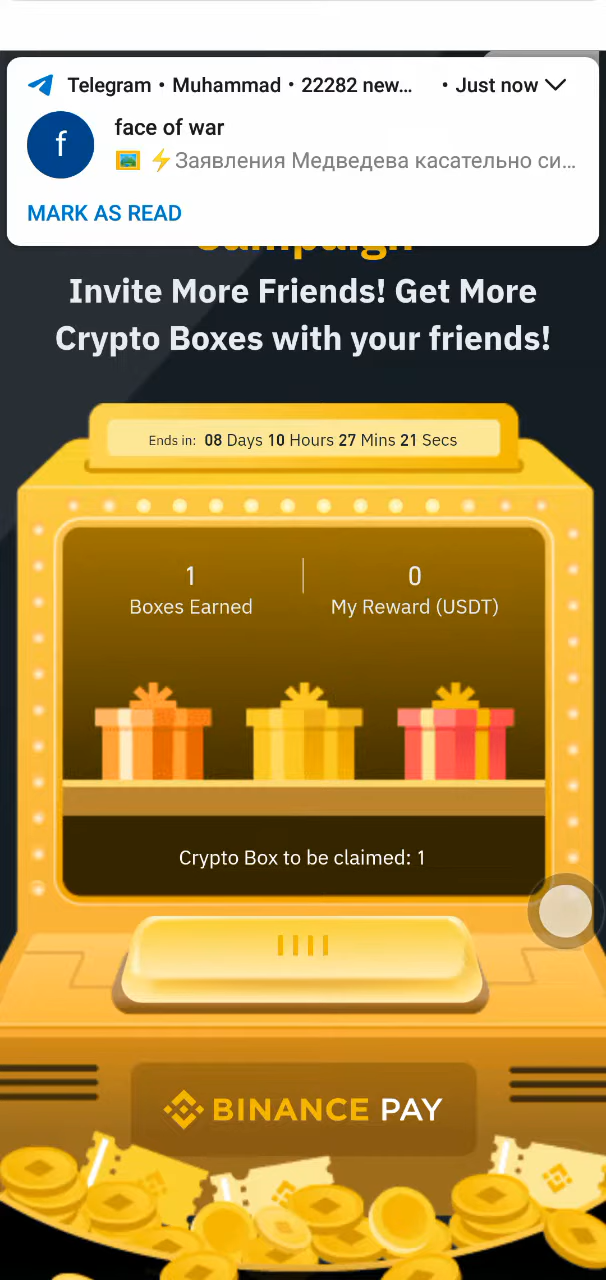 Telegram • Muhammad • 22282 new... • Just now
f
face of war
⚡Заявления Медведева касательно си...
MARK AS READ
Campaign
Invite More Friends! Get More
Crypto Boxes with your friends!
Ends in: 08 Days 10 Hours 27 Mins 21 Secs
1
Boxes Earned
0
My Reward (USDT)
Crypto Box to be claimed: 1
BINANCE PAY